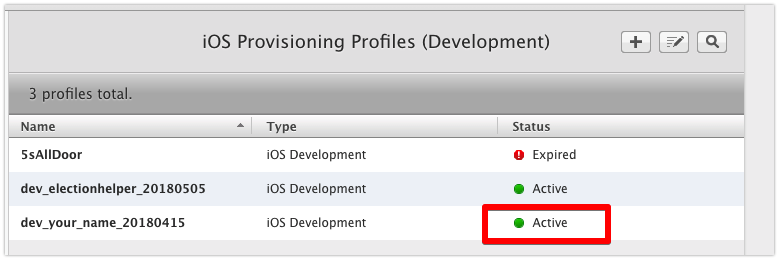 iOS Provisioning Profiles (Development)
3 profiles total.
Name Type Status
5sAllDoor iOS Development Expired
dev_electionhelper_20180505 iOS Development Active
dev_your_name_20180415 iOS Development Active